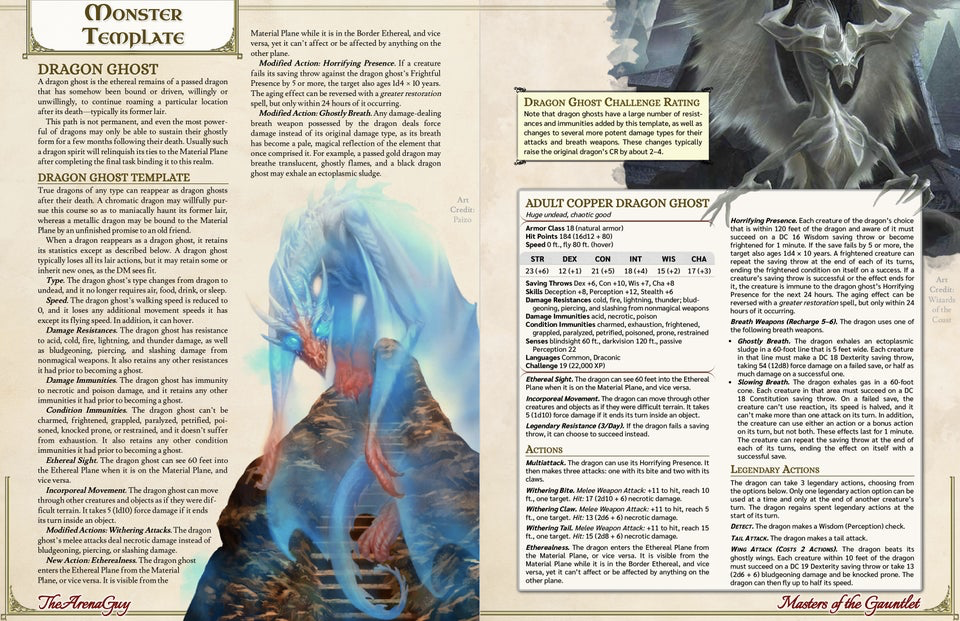 Monster
Template
DRAGON GHOST
A dragon ghost is the ethereal remains of a passed dragon
that has somehow been bound or driven, willingly or
unwillingly, to continue roaming a particular location
after its death—typically its former lair.
This path is not permanent, and even the most power-
ful of dragons may only be able to sustain their ghostly
form for a few months following their death. Usually such
a dragon spirit will relinquish its ties to the Material Plane
after completing the final task binding it to this realm.
DRAGON GHOST TEMPLATE
True dragons of any type can reappear as dragon ghosts
after their death. A chromatic dragon may willfully pur-
sue this course so as to maniacally haunt its former lair,
whereas a metallic dragon may be bound to the Material
Plane by an unfinished promise to an old friend.
When a dragon reappears as a dragon ghost, it retains
its statistics except as described below. A dragon ghost
typically loses all its lair actions, but it may retain some or
inherit new ones, as the DM sees fit.
Type. The dragon ghost's type changes from dragon to
undead, and it no longer requires air, food, drink, or sleep.
Speed. The dragon's walking speed is reduced to
0, and it loses any additional movement speeds it has
except its flying speed. In addition, it can hover.
Damage Resistances. The dragon ghost has resistance
to acid, cold, fire, lightning, and thunder damage, as well
as bludgeoning, piercing, and slashing damage from
nonmagical weapons. It also retains any other resistances
it had prior to becoming a ghost.
Damage Immunities. The dragon ghost has immunity
to necrotic and poison damage, and it retains any other
immunities it had prior to becoming a ghost.
Condition Immunities. The dragon ghost can't be
charmed, frightened, grappled, paralyzed, petrified, poi-
soned, knocked prone, or restrained, and it doesn't suffer
from exhaustion. It also retains any other condition
immunities it had prior to becoming a ghost.
Ethereal Sight. The dragon ghost can see 60 feet into
the Ethereal Plane when it is on the Material Plane, and
vice versa.
Incorporeal Movement. The dragon ghost can move
through other creatures and objects as if they were dif-
ficult terrain. It takes 5 (1d10) force damage if it ends
its turn inside an object.
Modified Actions: Withering Attacks. The dragon
ghost's melee attacks deal necrotic damage instead of
bludgeoning, piercing, or slashing damage.
New Action: Etherealness. The dragon ghost
enters the Ethereal Plane from the Material
Plane, or vice versa. It is visible from the
Material Plane while it is in the Border Ethereal, and vice
versa, yet it can't affect or be affected by anything on the
other plane.
Modified Action: Horrifying Presence. If a creature
fails its saving throw against the dragon ghost's Frightful
Presence by 5 or more, the target also ages 1d4 × 10 years.
The aging effect can be reversed with a greater restoration
spell, but only within 24 hours of it occurring.
Modified Action: Ghostly Breath. Any damage-dealing
breath weapon possessed by the dragon deals force
damage instead of its original damage type, as its breath
has become a pale, magical reflection of the element that
once comprised it. For example, a passed gold dragon may
breathe translucent, ghostly flames, and a black dragon
ghost may exhale an ectoplasmic sludge.
Art
Credit:
Paizo
TheArenaGuy
DRAGON GHOST CHALLENGE RATING
Note that dragon ghosts have a large number of resist-
ances and immunities added by this template, as well as
changes to several more potent damage types for their
attacks and breath weapons. These changes typically
raise the original dragon's CR by about 2–4.
ADULT COPPER DRAGON GHOST
Huge undead, chaotic good
Armor Class 18 (natural armor)
Hit Points 184 (16d12 + 80)
Speed 0 ft., fly 80 ft. (hover)
STR DEX CON INT WIS CHA
23 (+6) 12 (+1) 21 (+5) 18 (+4) 15 (+2) 17 (+3)
Saving Throws Dex +6, Con +10, Wis +7, Cha +8
Skills Deception +8, Perception +12, Stealth +6
Damage Resistances cold, fire, lightning, thunder; blud-
geoning, piercing, and slashing from nonmagical weapons
Damage Immunities acid, necrotic, poison
Condition Immunities charmed, exhaustion, frightened,
grappled, paralyzed, petrified, poisoned, prone, restrained
Senses blindsight 60 ft., darkvision 120 ft., passive
Perception 22
Languages Common, Draconic
Challenge 19 (22,000 XP)
Ethereal Sight. The dragon can see 60 feet into the Ethereal
Plane when it is on the Material Plane, and vice versa.
Incorporeal Movement. The dragon can move through other
creatures and objects as if they were difficult terrain. It takes
5 (1d10) force damage if it ends its turn inside an object.
Legendary Resistance (3/Day). If the dragon fails a saving
throw, it can choose to succeed instead.
ACTIONS
Multiattack. The dragon can use its Horrifying Presence. It
then makes three attacks: one with its bite and two with its
claws.
Withering Bite. Melee Weapon Attack: +11 to hit, reach 10
ft., one target. Hit: 17 (2d10 + 6) necrotic damage.
Withering Claw. Melee Weapon Attack: +11 to hit, reach 5
ft., one target. Hit: 13 (2d6 + 6) necrotic damage.
Withering Tail. Melee Weapon Attack: +11 to hit, reach 15
ft., one target. Hit: 15 (2d8 + 6) necrotic damage.
Etherealness. The dragon enters the Ethereal Plane from
the Material Plane, or vice versa. It is visible from the
Material Plane while it is in the Border Ethereal, and vice
versa, yet it can't affect or be affected by anything on the
other plane.
Horrifying Presence. Each creature of the dragon's choice
that is within 120 feet of the dragon and aware of it must
succeed on a DC 16 Wisdom saving throw or become
frightened for 1 minute. If the save fails by 5 or more, the
target also ages 1d4 x 10 years. A frightened creature can
repeat the saving throw at the end of each of its turns,
ending the frightened condition on itself on a success. If a
creature's saving throw is successful or the effect ends for
it, the creature is immune to the dragon ghost's Horrifying
Presence for the next 24 hours. The aging effect can be
reversed with a greater restoration spell, but only within 24
hours of it occurring.
Breath Weapons (Recharge 5–6). The dragon uses one of
the following breath weapons.
• Ghostly Breath. The dragon exhales an ectoplasmic
sludge in a 60-foot line that is 5 feet wide. Each creature
in that line must make a DC 18 Dexterity saving throw,
taking 54 (12d8) force damage on a failed save, or half as
much damage on a successful one.
• Slowing Breath. The dragon exhales gas in a 60-foot
cone. Each creature in that area must succeed on a DC
18 Constitution saving throw. On a failed save, the
creature can't use reaction, its speed is halved, and it
can't make more than one attack on its turn. In addition,
the creature can use either an action or a bonus action
on its turn, but not both. These effects last for 1 minute.
The creature can repeat the saving throw at the end of
each of its turns, ending the effect on itself with a
successful save.
LEGENDARY ACTIONS
The dragon can take 3 legendary actions, choosing from
the options below. Only one legendary action option can be
used at a time and only at the end of another creature's
turn. The dragon regains spent legendary actions at the
start of its turn.
DETECT. The dragon makes a Wisdom (Perception) check.
TAIL ATTACK. The dragon makes a tail attack.
WING ATTACK (COSTS 2 ACTIONS). The dragon beats its
ghostly wings. Each creature within 10 feet of the dragon
must succeed on a DC 19 Dexterity saving throw or take 13
(2d6 + 6) bludgeoning damage and be knocked prone. The
dragon can then fly up to half its speed.
Art
Credit:
Wizards
of the
Coast
Masters of the Gauntlet